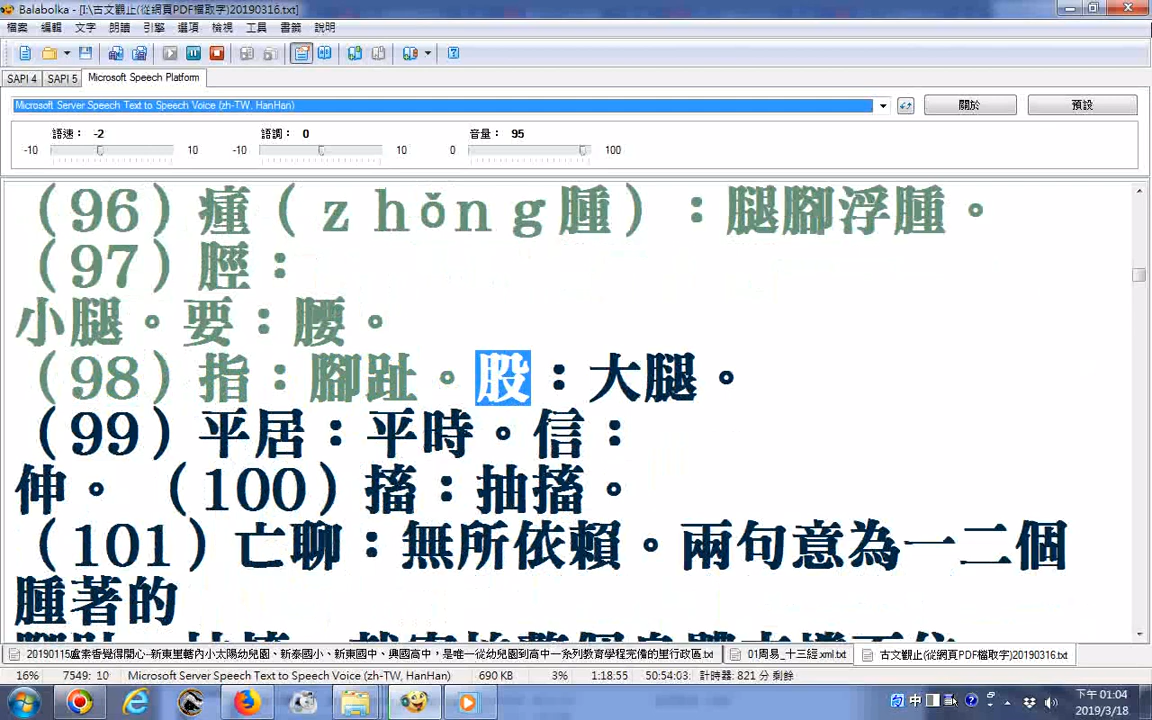 Balabolka - [I:\古文觀止(從網頁PDF檔取字)20190316.txt]
檔案 編輯 文字 朗讀 引擎 選項 檢視 工具 書籤 說明
SAPI 4 SAPI 5 Microsoft Speech Platform
Microsoft Server Speech Text to Speech Voice (zh-TW, HanHan)
關於 預設
語速： -2 語調： 0 音量： 95
-10 10 -10 10 0 100
（96）瘇（zhǒng腫）：腿腳浮腫。
（97）脛：
小腿。要：腰。
（98）指：腳趾。股：大腿。
（99）平居：平時。信：
伸。（100）搐：抽搐。
（101）亡聊：無所依賴。兩句意為一二個
腫著的
20190115盧素香覺得開心--新東里轄內小太陽幼兒園、新泰國小、新東國中、興國高中，是唯一從幼兒園到高中一系列教育學程完備的里行政區.txt 01周易_十三經.xml.txt 古文觀止(從網頁PDF檔取字)20190316.txt
16% 7549: 10 Microsoft Server Speech Text to Speech Voice (zh-TW, HanHan) 690 KB 3% 1:18:55 50:54:03 計時器: 821 分 剩餘
中
下午 01:04
2019/3/18